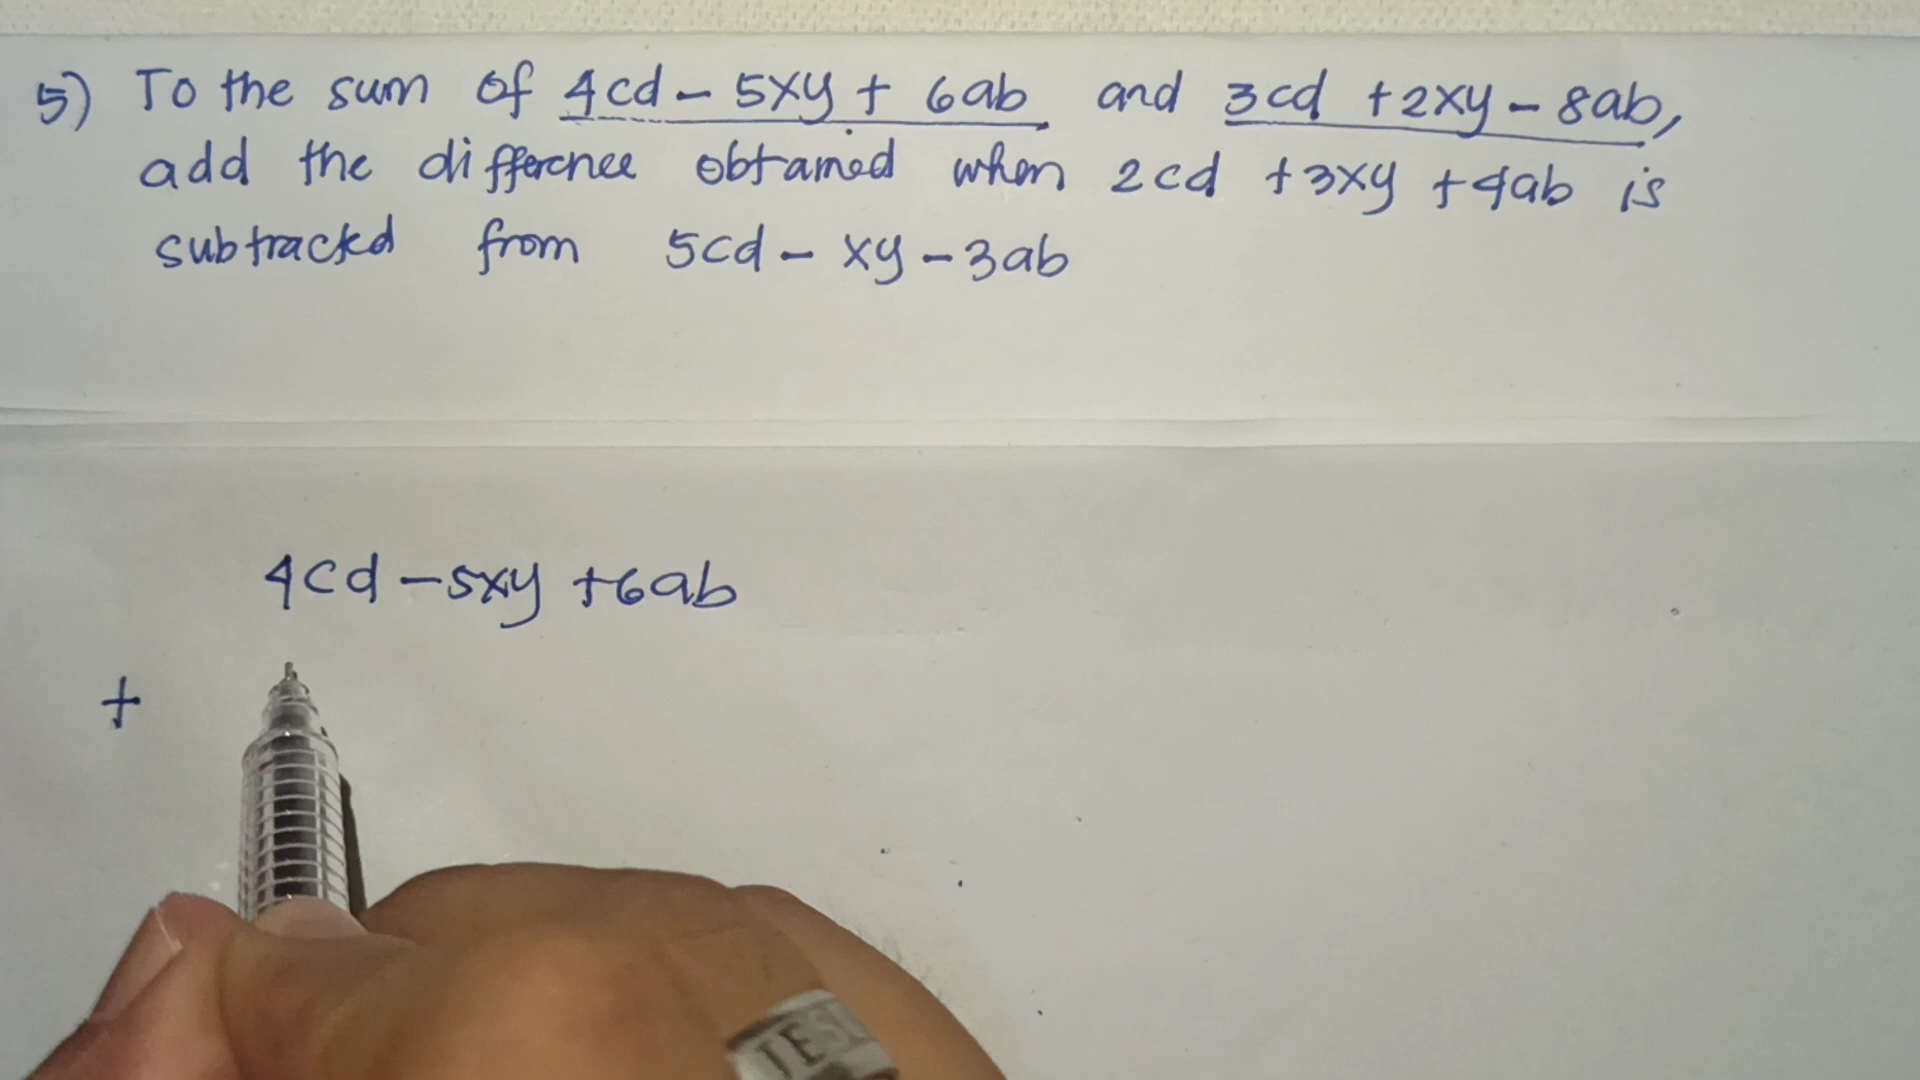 5) To the sum of 4cd - 5xy + 6ab and 3cd + 2xy - 8ab,
add the difference obtained when 2cd + 3xy + 4ab is
subtracted from 5cd - xy - 3ab
4cd - 5xy + 6ab
+